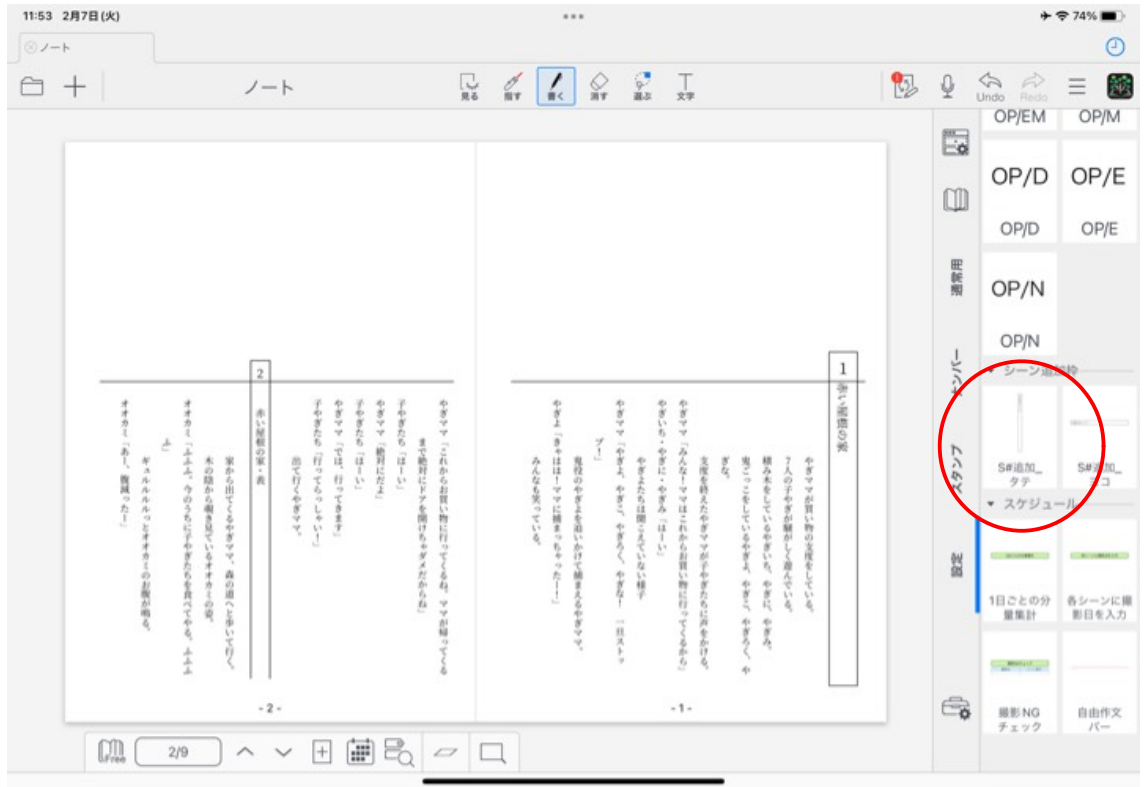 11:53 2月7日(火)
74%
ノート
ノート
見る
指す
書く
消す
選ぶ
文字
Undo
Redo
OP/EM
OP/M
OP/D
OP/E
OP/D
OP/E
OP/N
OP/N
通常用
ナンバー
スタンプ
設定
シーン追加枠
S#追加_
タテ
S#追加_
ヨコ
スケジュール
1日ごとの分
量集計
各シーンに撮
影日を入力
撮影NG
チェック
自由作文
バー
1
赤い屋根の家
やぎママが買い物の支度をしている。
7人の子やぎが騒がしく遊んでいる。
積み木をしているやぎいち、やぎに、やぎみ。
鬼ごっこをしているやぎよ、やぎご、やぎろく、や
ぎな。
支度を終えたやぎママが子やぎたちに声をかける。
やぎママ「みんな!ママはこれからお買い物に行ってくるから」
やぎいち・やぎに・やぎみ「はーい」
やぎよたちは聞こえていない様子
やぎママ「やぎよ、やぎご、やぎろく、やぎな! 一旦ストッ
プ!」
鬼役のやぎよを追いかけて捕まえるやぎママ。
やぎよ「きゃはは!ママに捕まっちゃったー!」
みんなも笑っている。
-1-
やぎママ「これからお買い物に行ってくるね。ママが帰ってくる
まで絶対にドアを開けちゃダメだからね」
子やぎたち「はーい」
やぎママ「絶対にだよ」
子やぎたち「はーい」
やぎママ「では、行ってきます」
子やぎたち「行ってらっしゃい!」
出て行くやぎママ。
2
赤い屋根の家・表
家から出てくるやぎママ、森の道へと歩いて行く。
木の陰から覗き見ているオオカミの姿。
オオカミ「ふふふ。今のうちに子やぎたちを食べてやる。ふふふ
ふ」
ギュルルルルっとオオカミのお腹が鳴る。
オオカミ「あー、腹減ったー」
-2-
Free
2/9